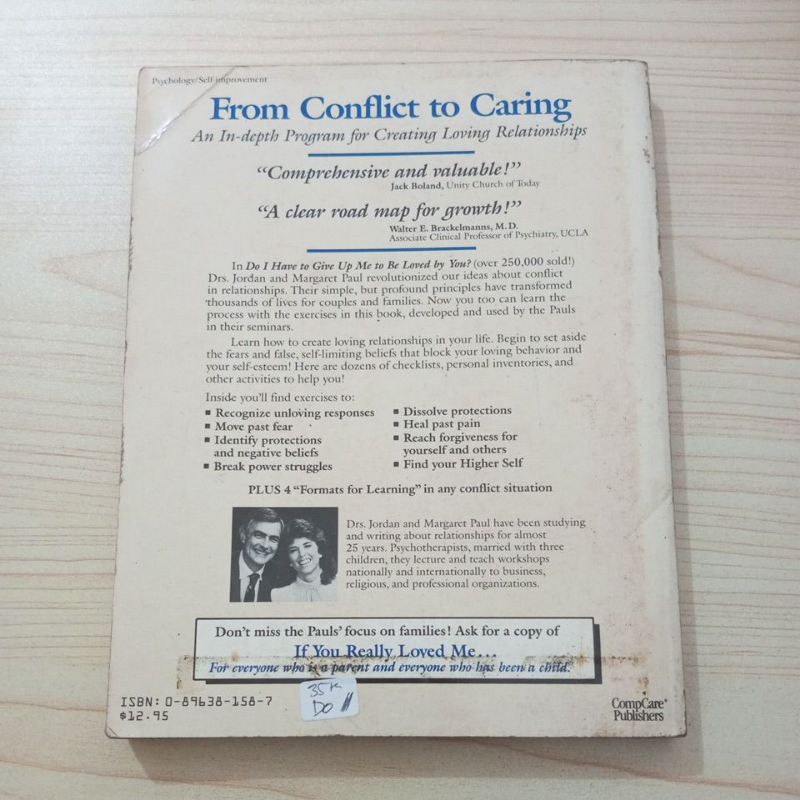 Psychology/Self-improvement
From Conflict to Caring
An In-depth Program for Creating Loving Relationships
“Comprehensive and valuable!”
Jack Boland, Unity Church of Today
“A clear road map for growth!”
Walter E. Brackelmanns, M.D.
Associate Clinical Professor of Psychiatry, UCLA
In Do I Have to Give Up Me to Be Loved by You? (over 250,000 sold!)
Drs. Jordan and Margaret Paul revolutionized our ideas about conflict
in relationships. Their simple, but profound principles have transformed
thousands of lives for couples and families. Now you too can learn the
process with the exercises in this book, developed and used by the Pauls
in their seminars.
Learn how to create loving relationships in your life. Begin to set aside
the fears and false, self-limiting beliefs that block your loving behavior and
your self-esteem! Here are dozens of checklists, personal inventories, and
other activities to help you!
Inside you'll find exercises to:
■ Recognize unloving responses
■ Move past fear
■ Identify protections
and negative beliefs
■ Break power struggles
■ Dissolve protections
■ Heal past pain
■ Reach forgiveness for
yourself and others
■ Find your Higher Self
PLUS 4 “Formats for Learning” in any conflict situation
Drs. Jordan and Margaret Paul have been studying
and writing about relationships for almost
25 years. Psychotherapists, married with three
children, they lecture and teach workshops
nationally and internationally to business,
religious, and professional organizations.
Don't miss the Pauls' focus on families! Ask for a copy of
If You Really Loved Me...
For everyone who is a parent and everyone who has been a child.
ISBN: 0-89638-158-7
$12.95
35K
DO
CompCare®
Publishers